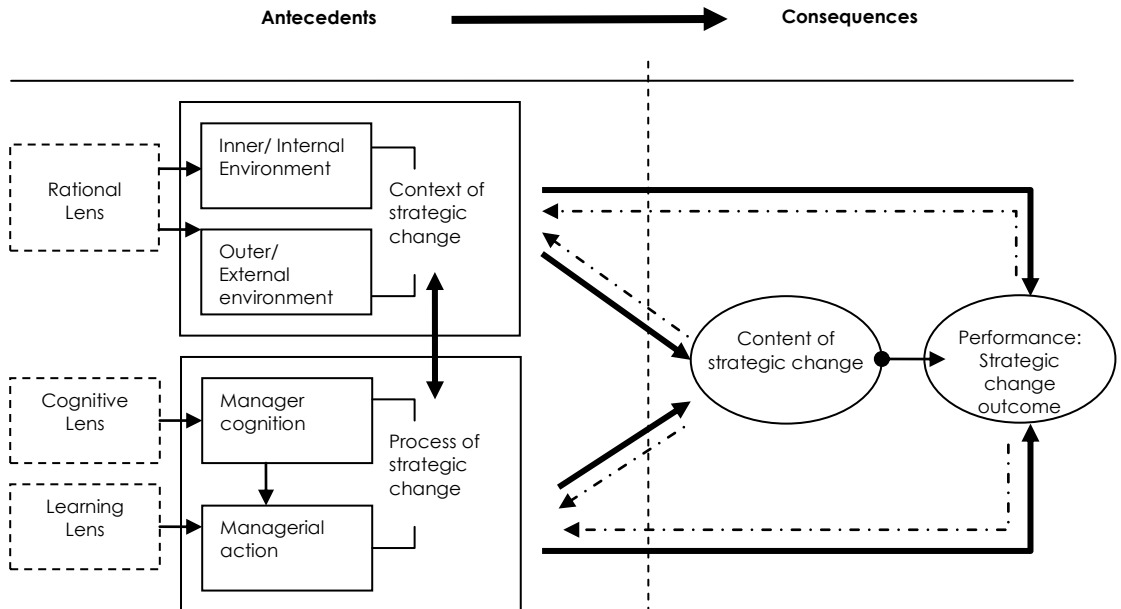 Antecedents
Consequences
Rational
Lens
Inner/ Internal
Environment
Outer/
External
environment
Context of
strategic
change
Cognitive
Lens
Learning
Lens
Manager
cognition
Managerial
action
Process of
strategic
change
Content of
strategic change
Performance:
Strategic
change
outcome